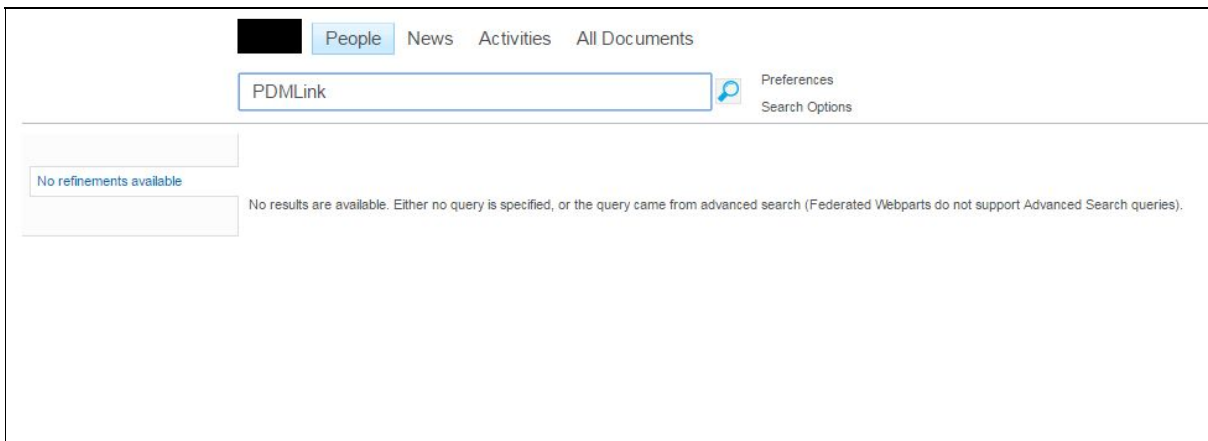 People News Activities All Documents
PDMLink
Preferences
Search Options
No refinements available
No results are available. Either no query is specified, or the query came from advanced search (Federated Webparts do not support Advanced Search queries).